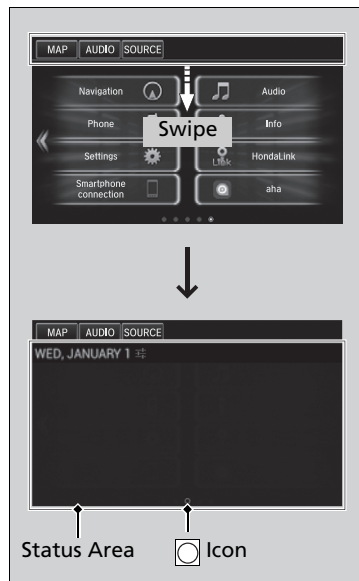 MAP AUDIO SOURCE
Navigation Audio
Phone Info
Swipe
Settings Link HondaLink
Smartphone
connection aha
MAP AUDIO SOURCE
WED, JANUARY 1
Status Area Icon